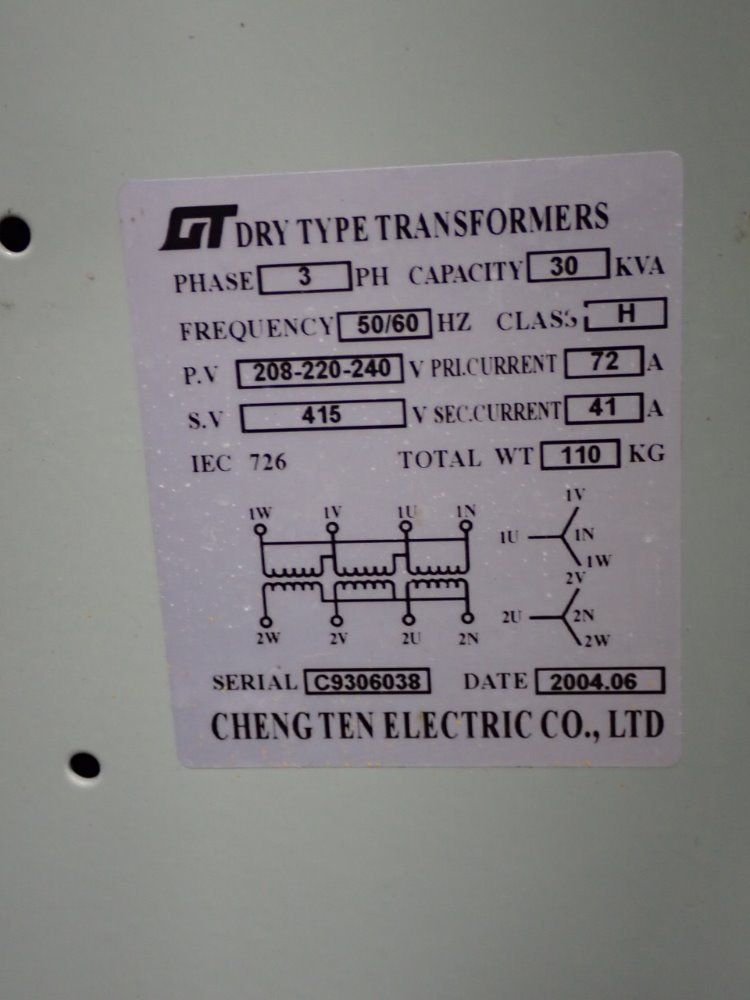 GT DRY TYPE TRANSFORMERS
PHASE 3 PH CAPACITY 30 KVA
FREQUENCY 50/60 HZ CLASS H
P.V 208-220-240 V PRI.CURRENT 72 A
S.V 415 V SEC.CURRENT 41 A
IEC 726 TOTAL WT 110 KG
1W 1V 1U 1N
2W 2V 2U 2N
1V
1U 1N
1W
2V
2U 2N
2W
SERIAL C9306038 DATE 2004.06
CHENG TEN ELECTRIC CO., LTD